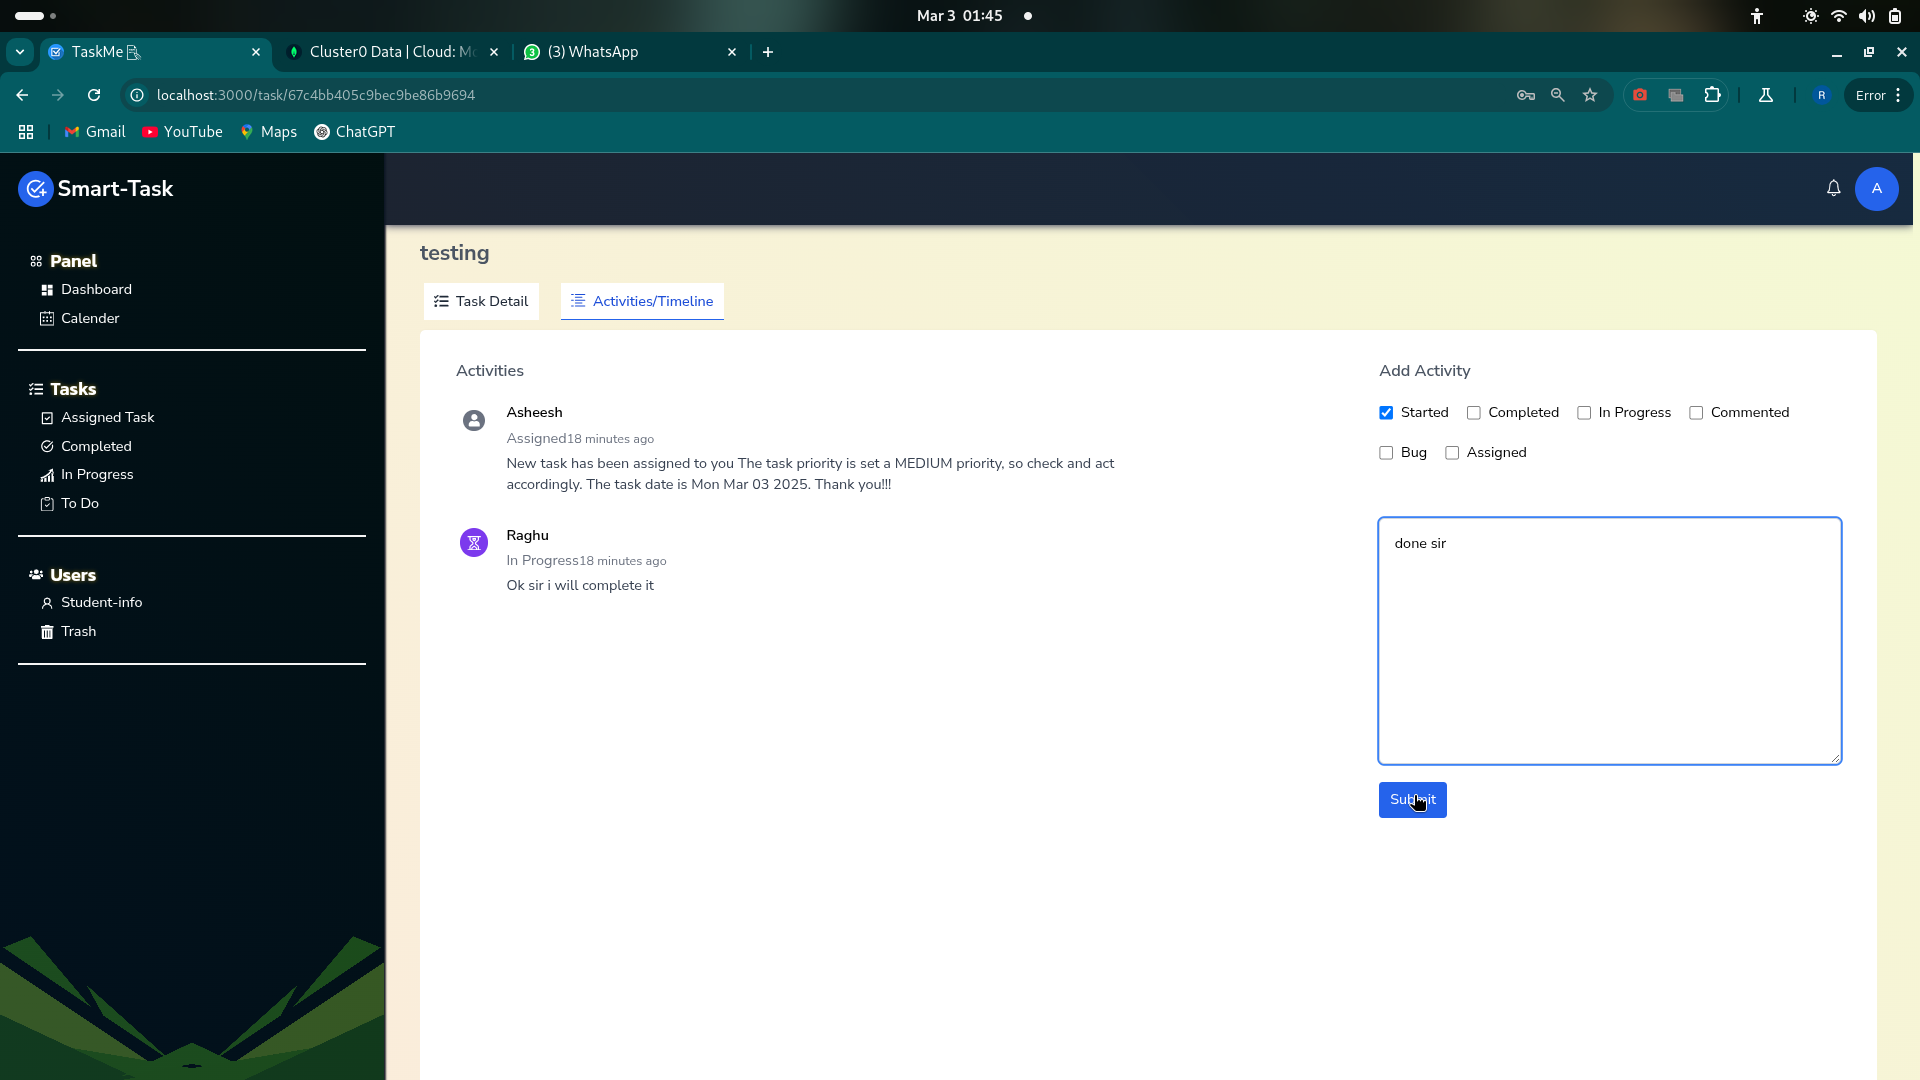 Mar 3 01:45
TaskMe
Cluster0 Data | Cloud: Mo
(3) WhatsApp
localhost:3000/task/67c4bb405c9bec9be86b9694
R
Error
Gmail
YouTube
Maps
ChatGPT
Smart-Task
A
Panel
Dashboard
Calender
Tasks
Assigned Task
Completed
In Progress
To Do
Users
Student-info
Trash
testing
Task Detail
Activities/Timeline
Activities
Asheesh
Assigned18 minutes ago
New task has been assigned to you The task priority is set a MEDIUM priority, so check and act
accordingly. The task date is Mon Mar 03 2025. Thank you!!!
Raghu
In Progress18 minutes ago
Ok sir i will complete it
Add Activity
Started Completed In Progress Commented
Bug Assigned
done sir
Submit